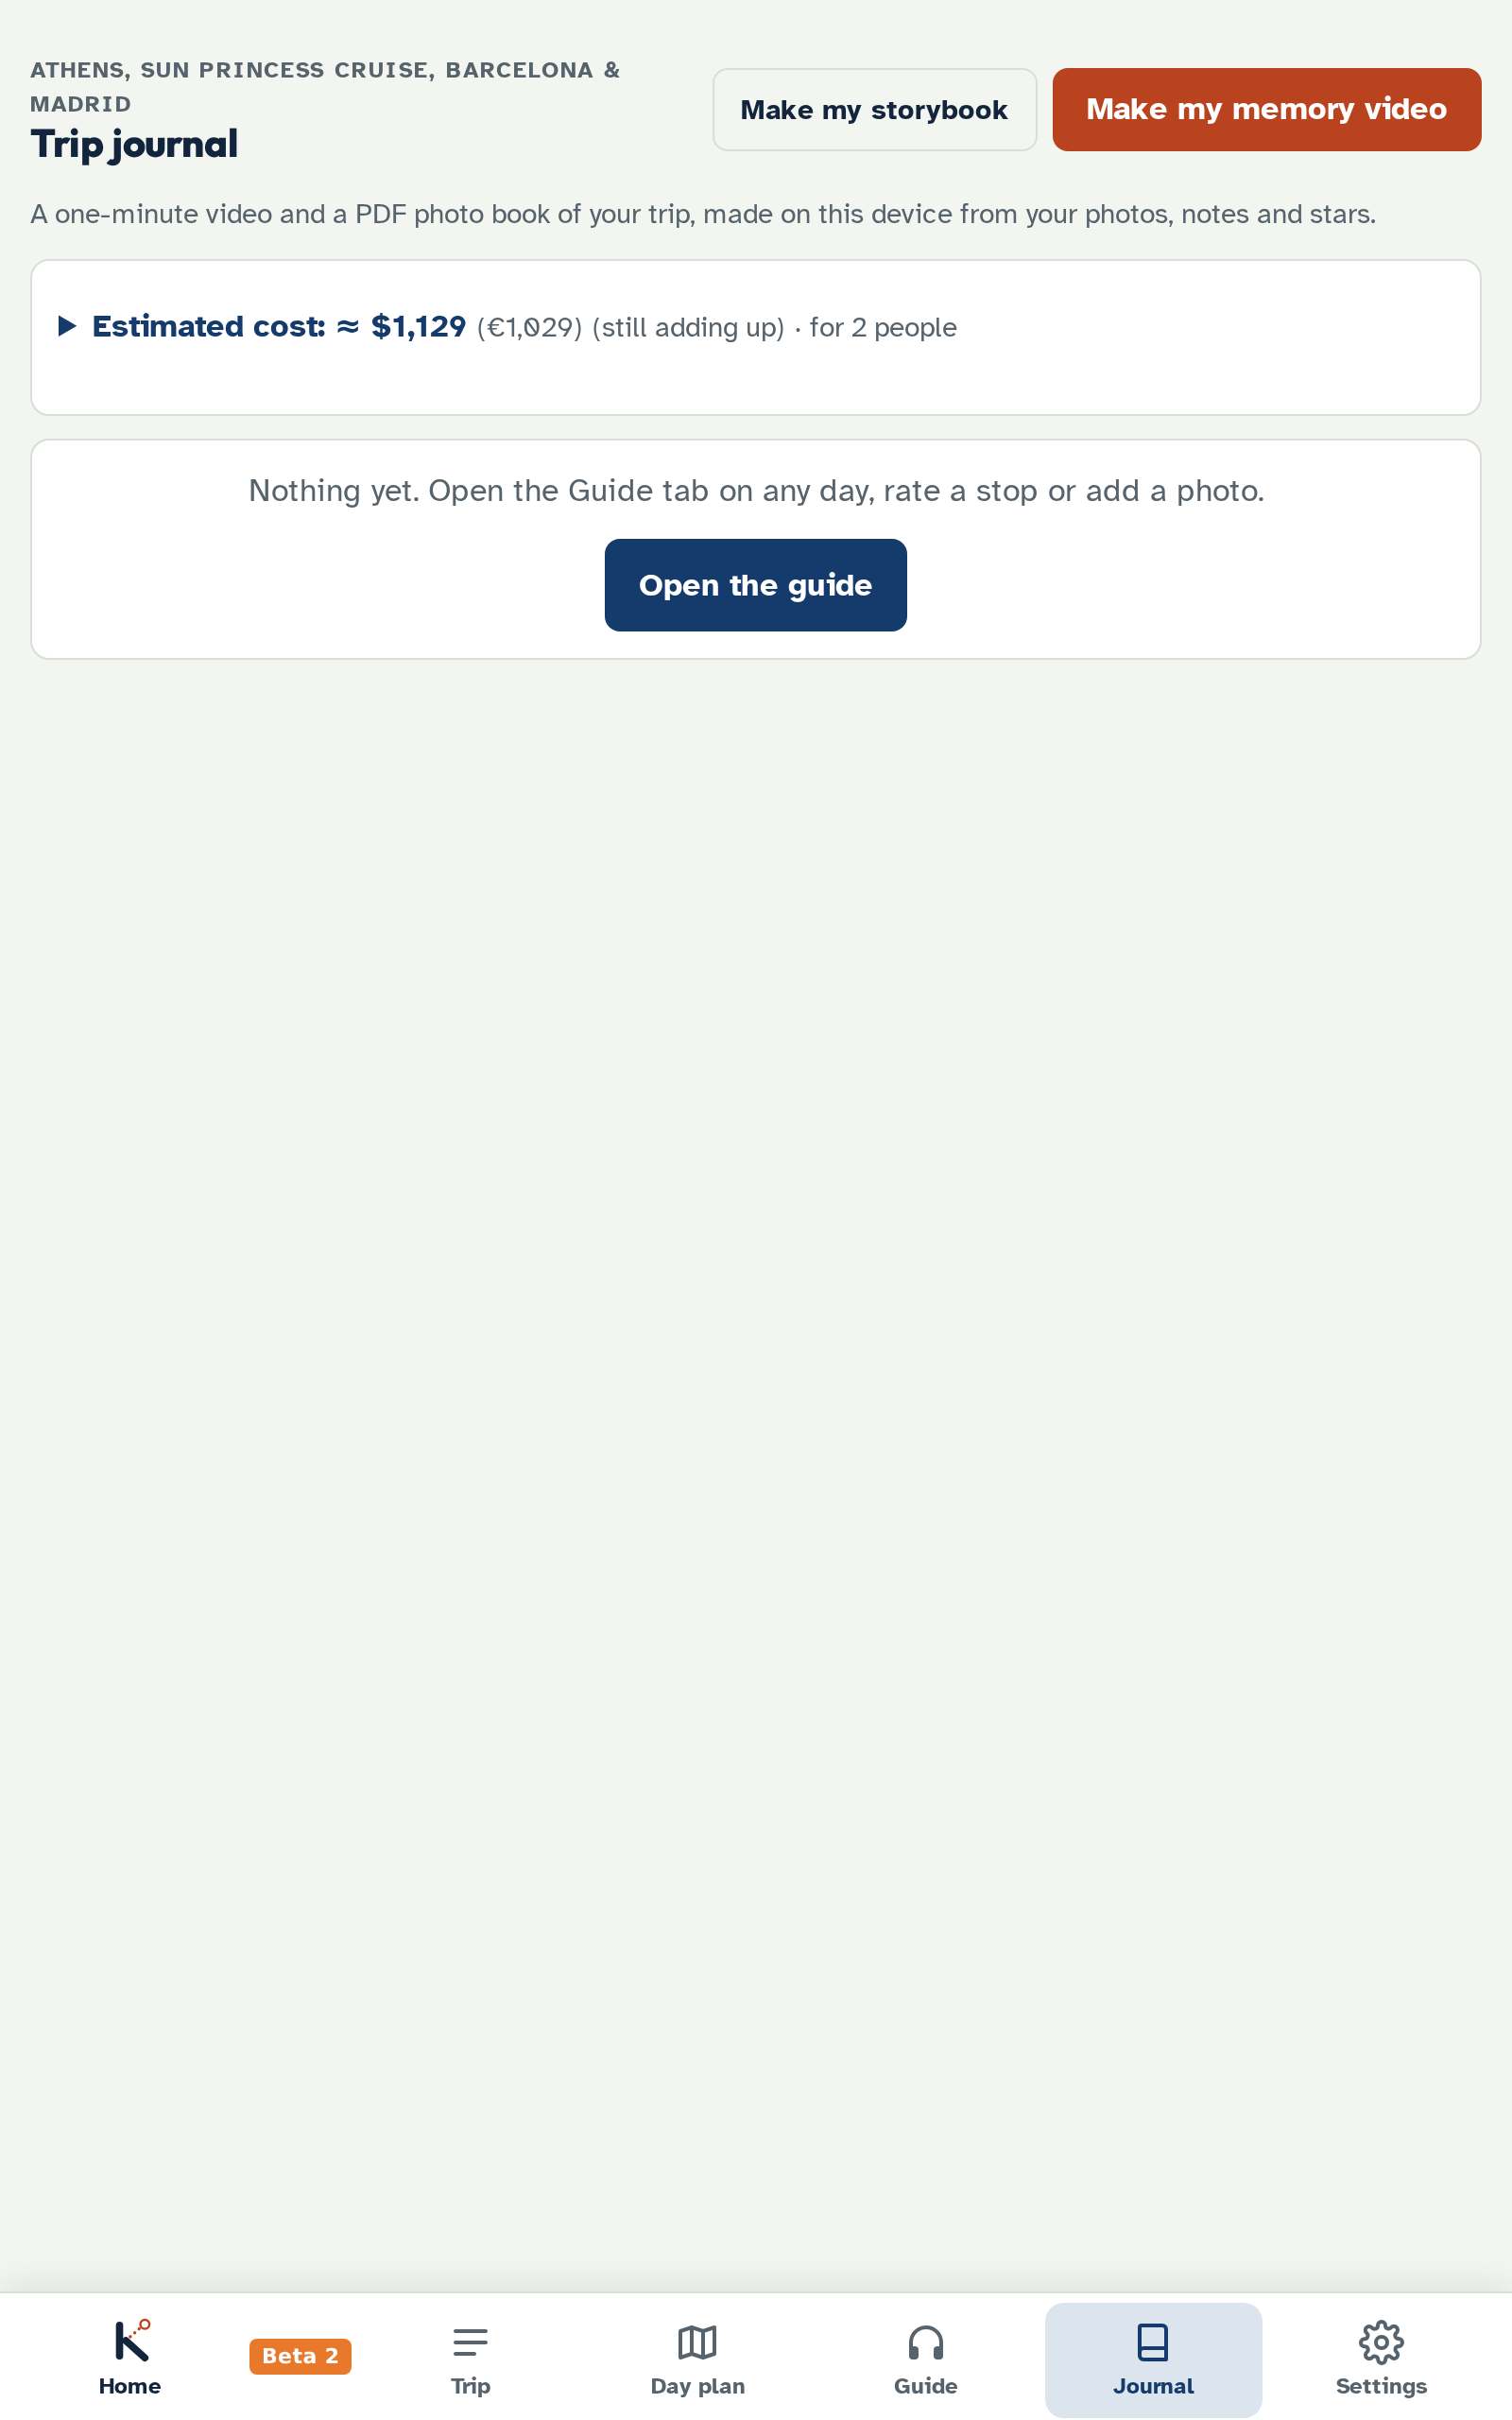 ATHENS, SUN PRINCESS CRUISE, BARCELONA &
MADRID
Trip journal
Make my storybook
Make my memory video
A one-minute video and a PDF photo book of your trip, made on this device from your photos, notes and stars.
Estimated cost: ≈ $1,129 (€1,029) (still adding up) · for 2 people
Nothing yet. Open the Guide tab on any day, rate a stop or add a photo.
Open the guide
Home
Beta 2
Trip
Day plan
Guide
Journal
Settings